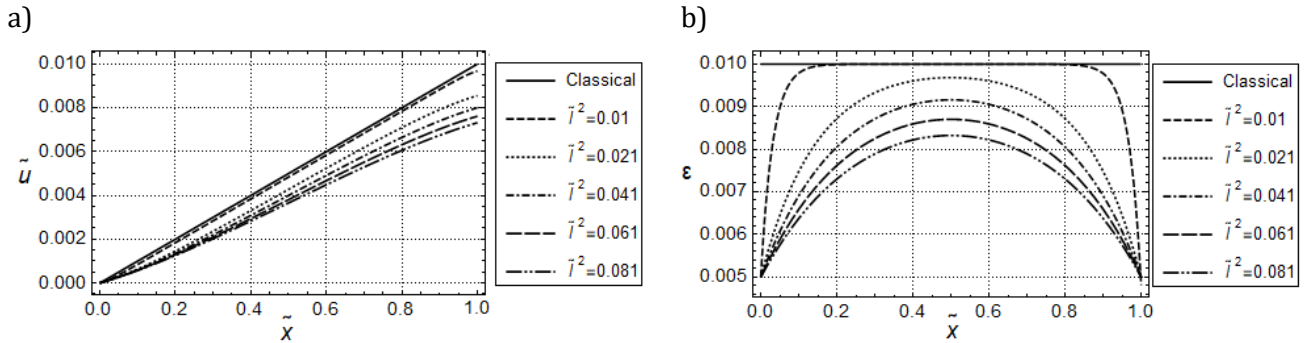 a)
0.010
0.008
0.006
0.004
0.002
0.000
ũ
0.0 0.2 0.4 0.6 0.8 1.0
x̃
Classical
l̃ ²=0.01
l̃ ²=0.021
l̃ ²=0.041
l̃ ²=0.061
l̃ ²=0.081
b)
0.010
0.009
0.008
0.007
0.006
0.005
ε
0.0 0.2 0.4 0.6 0.8 1.0
x̃
Classical
l̃ ²=0.01
l̃ ²=0.021
l̃ ²=0.041
l̃ ²=0.061
l̃ ²=0.081